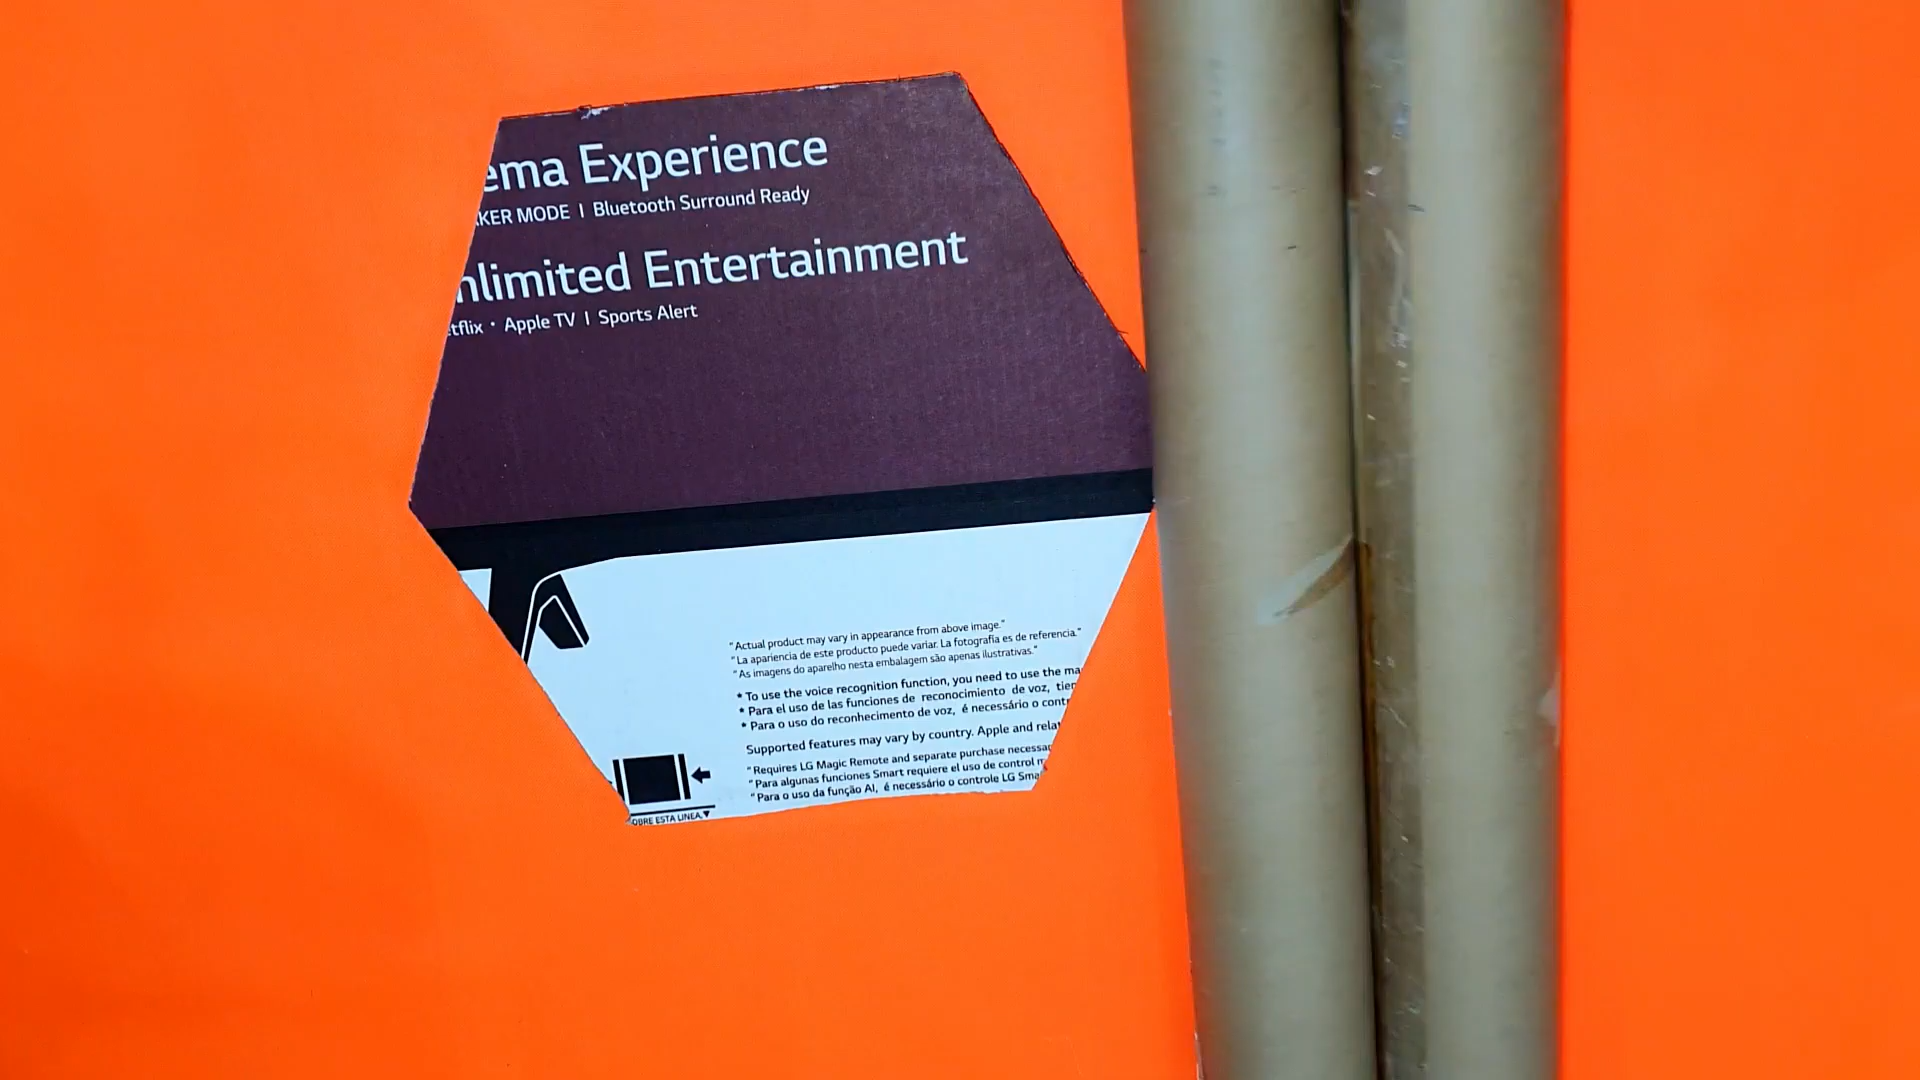 ema Experience
KER MODE | Bluetooth Surround Ready
nlimited Entertainment
etflix • Apple TV | Sports Alert
"Actual product may vary in appearance from above image."
"La apariencia de este producto puede variar. La fotografía es de referencia."
"As imagens do aparelho nesta embalagem são apenas ilustrativas."
* To use the voice recognition function, you need to use the ma
* Para el uso de las funciones de reconocimiento de voz, tien
* Para o uso do reconhecimento de voz, é necessário o contr
Supported features may vary by country. Apple and rela
"Requires LG Magic Remote and separate purchase necessa
"Para algunas funciones Smart requiere el uso de control m
"Para o uso da função AI, é necessário o controle LG Sma
OBRE ESTA LINEA.